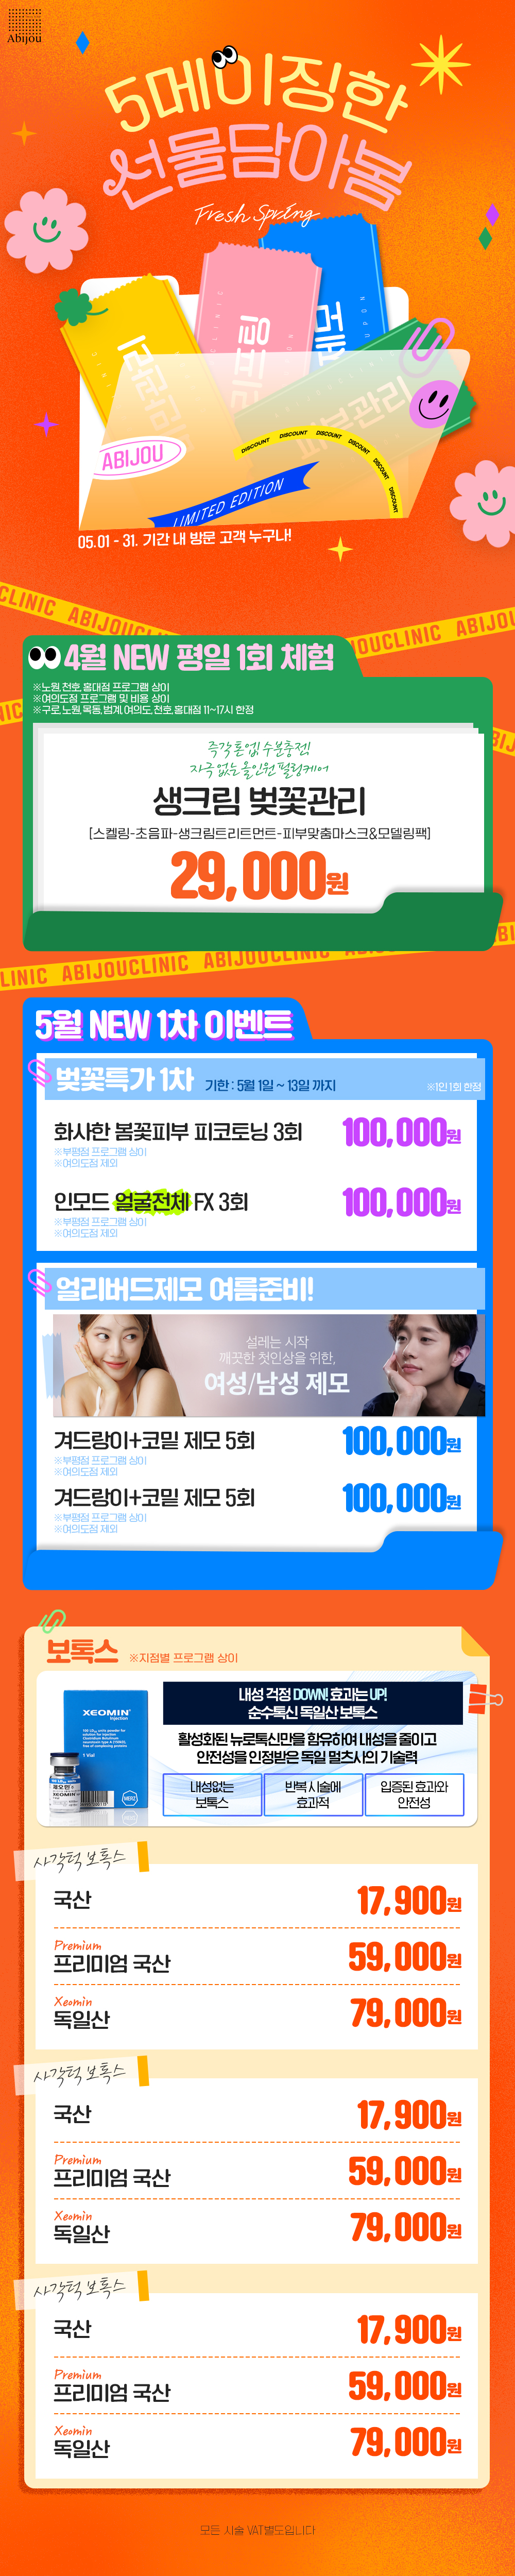 Abijou
5메이징한
선물담아봄
Fresh Spring
ABIJOU
DISCOUNT DISCOUNT DISCOUNT DISCOUNT DISCOUNT DISCOUNT
LIMITED EDITION
05.01 - 31. 기간 내 방문 고객 누구나!
CLINIC ABIJOUCLINIC ABIJOUCLINIC
4월 NEW 평일 1회 체험
※노원,천호,홍대점 프로그램 상이
※여의도점 프로그램 및 비용 상이
※구로,노원,목동,범계,여의도,천호,홍대점 11~17시 한정
즉각 톤업! 수분충전!
자극 없는 올인원 필링케어
생크림 벚꽃관리
[스켈링-초음파-생크림트리트먼트-피부맞춤마스크&모델링팩]
29,000원
CLINIC ABIJOUCLINIC ABIJOUCLINIC ABIJOUCLINIC
5월 NEW 1차 이벤트
벚꽃특가 1차 기한 : 5월 1일 ~ 13일 까지 ※1인 1회 한정
화사한 봄꽃피부 피코토닝 3회 100,000원
※부평점 프로그램 상이
※여의도점 제외
인모드 얼굴전체 FX 3회 100,000원
※부평점 프로그램 상이
※여의도점 제외
얼리버드제모 여름준비!
설레는 시작
깨끗한 첫인상을 위한,
여성/남성 제모
겨드랑이+코밑 제모 5회 100,000원
※부평점 프로그램 상이
※여의도점 제외
겨드랑이+코밑 제모 5회 100,000원
※부평점 프로그램 상이
※여의도점 제외
보톡스 ※지점별 프로그램 상이
XEOMIN
1 Vial
MERZ
내성 걱정 DOWN! 효과는 UP!
순수톡신 독일산 보톡스
활성화된 뉴로톡신만을 함유하여 내성을 줄이고
안전성을 인정받은 독일 멀츠사의 기술력
내성없는
보톡스
반복 시술에
효과적
입증된 효과와
안전성
사각턱 보톡스
국산 17,900원
Premium
프리미엄 국산 59,000원
Xeomin
독일산 79,000원
사각턱 보톡스
국산 17,900원
Premium
프리미엄 국산 59,000원
Xeomin
독일산 79,000원
사각턱 보톡스
국산 17,900원
Premium
프리미엄 국산 59,000원
Xeomin
독일산 79,000원
모든 시술 VAT별도입니다